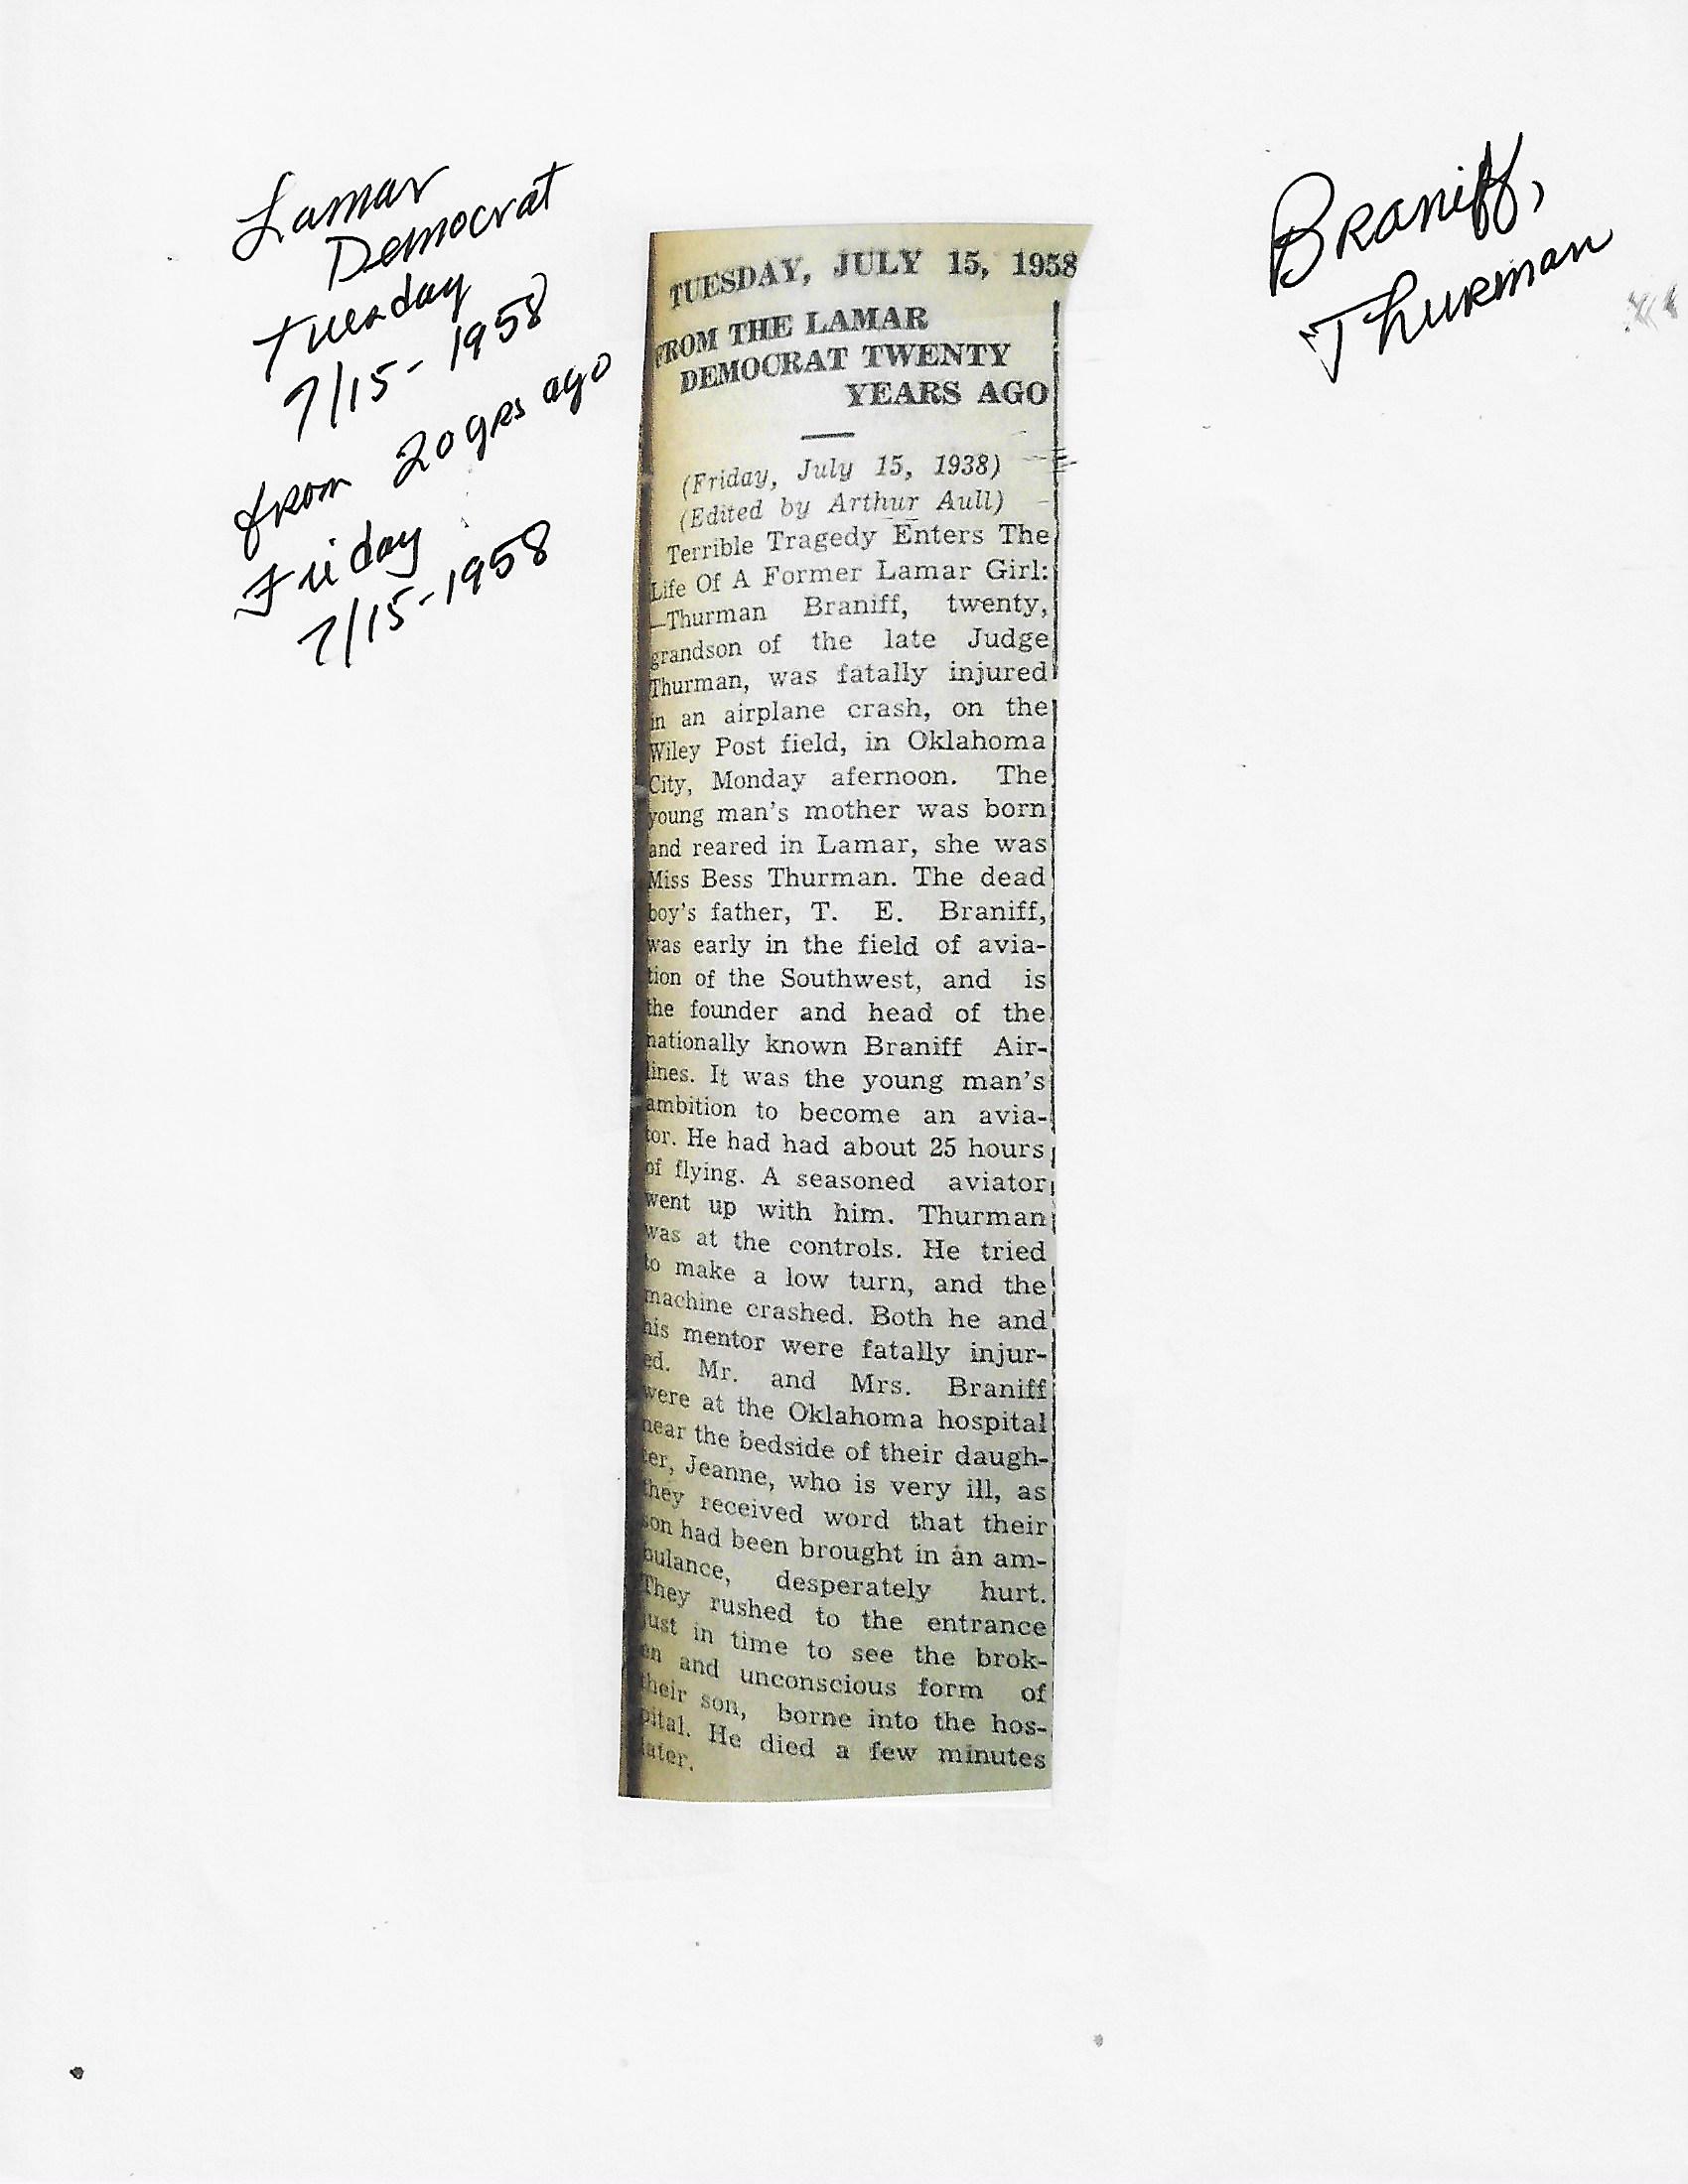 Lamar
Democrat
Tuesday
7/15-1958
from 20 yrs ago
Friday
7/15-1958
Braniff,
Thurman
TUESDAY, JULY 15, 1958
FROM THE LAMAR
DEMOCRAT TWENTY
YEARS AGO
(Friday, July 15, 1938)
(Edited by Arthur Aull)
Terrible Tragedy Enters The
Life Of A Former Lamar Girl:
—Thurman Braniff, twenty,
grandson of the late Judge
Thurman, was fatally injured
in an airplane crash, on the
Wiley Post field, in Oklahoma
City, Monday afernoon. The
young man's mother was born
and reared in Lamar, she was
Miss Bess Thurman. The dead
boy's father, T. E. Braniff,
was early in the field of avia-
tion of the Southwest, and is
the founder and head of the
nationally known Braniff Air-
lines. It was the young man's
ambition to become an avia-
tor. He had had about 25 hours
of flying. A seasoned aviator
went up with him. Thurman
was at the controls. He tried
to make a low turn, and the
machine crashed. Both he and
his mentor were fatally injur-
ed. Mr. and Mrs. Braniff
were at the Oklahoma hospital
near the bedside of their daugh-
ter, Jeanne, who is very ill, as
they received word that their
son had been brought in an am-
bulance, desperately hurt.
They rushed to the entrance
just in time to see the brok-
en and unconscious form of
their son, borne into the hos-
pital. He died a few minutes
later.